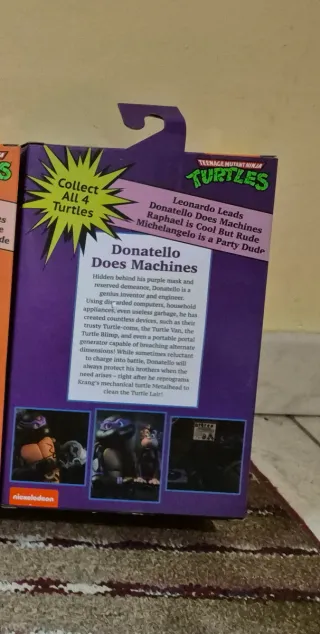 TEENAGE MUTANT NINJA
TURTLES
Collect
All 4
Turtles
Leonardo Leads
Donatello Does Machines
Raphael is Cool But Rude
Michelangelo is a Party Dude
Donatello
Does Machines
Hidden behind his purple mask and
reserved demeanor, Donatello is a
genius inventor and engineer.
Using discarded computers, household
appliances, even useless garbage, he has
created countless devices, such as their
trusty Turtle-coms, the Turtle Van, the
Turtle Blimp, and even a portable portal
generator capable of breaching alternate
dimensions! While sometimes reluctant
to charge into battle, Donatello will
always protect his brothers when the
need arises – right after he reprograms
Krang's mechanical turtle Metalhead to
clean the Turtle Lair!
nickelodeon